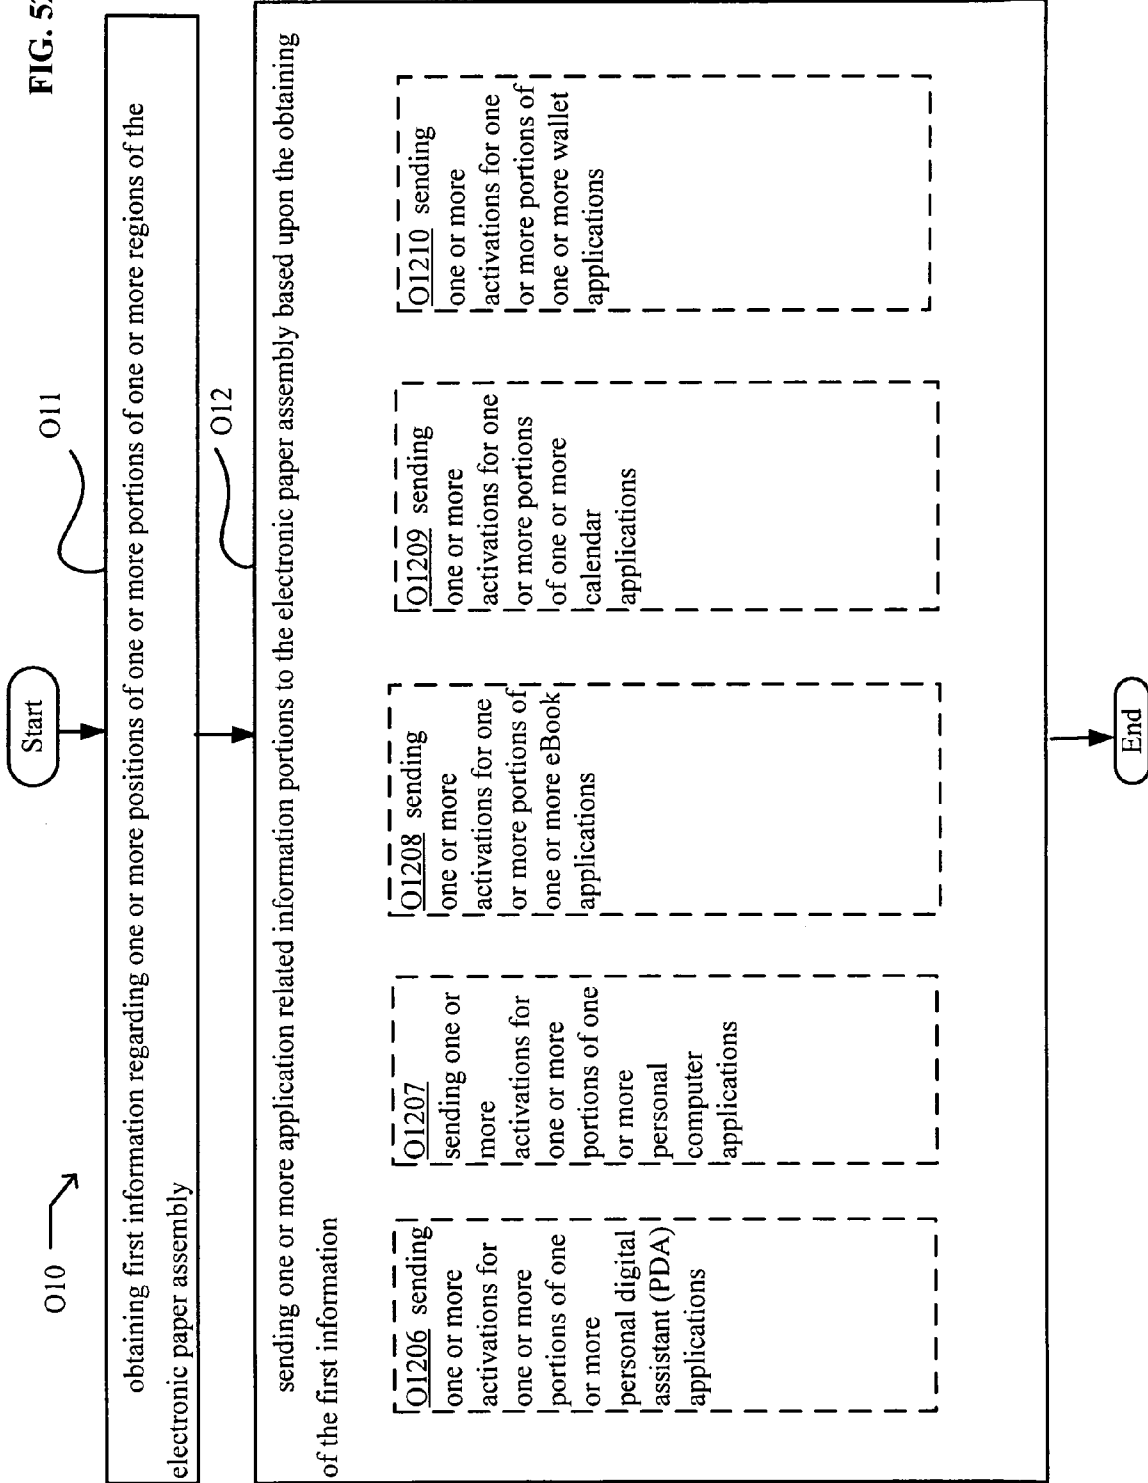 FIG. 5
O10
Start
O11
obtaining first information regarding one or more positions of one or more portions of one or more regions of the
electronic paper assembly
O12
sending one or more application related information portions to the electronic paper assembly based upon the obtaining
of the first information
O1206 sending
one or more
activations for
one or more
portions of one
or more
personal digital
assistant (PDA)
applications
O1207
sending one or
more
activations for
one or more
portions of one
or more
personal
computer
applications
O1208 sending
one or more
activations for one
or more portions of
one or more eBook
applications
O1209 sending
one or more
activations for one
or more portions
of one or more
calendar
applications
O1210 sending
one or more
activations for one
or more portions of
one or more wallet
applications
End